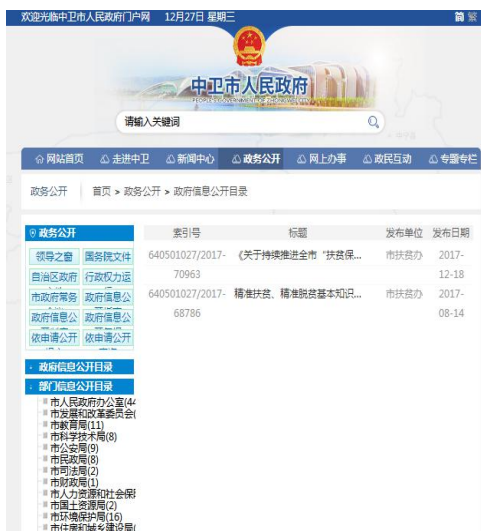 欢迎光临中卫市人民政府门户网 12月27日 星期三 简 繁
中卫市人民政府
请输入关键词
网站首页 走进中卫 新闻中心 政务公开 网上办事 政民互动 专题专栏
政务公开 首页 > 政务公开 > 政府信息公开目录
政务公开
索引号 标题 发布单位 发布日期
640501027/2017-70963 《关于持续推进全市“扶贫保... 市扶贫办 2017-12-18
640501027/2017-68786 精准扶贫、精准脱贫基本知识... 市扶贫办 2017-08-14
领导之窗 国务院文件
自治区政府 行政权力运
市政府常务 政府信息公
政府信息公 政府信息公
依申请公开 依申请公开
政府信息公开目录
部门信息公开目录
市人民政府办公室(44
市发展和改革委员会(
市教育局(11)
市科学技术局(8)
市公安局(9)
市民政局(8)
市司法局(2)
市财政局(1)
市人力资源和社会保障
市国土资源局(2)
市环境保护局(16)
市住房和城乡建设局(